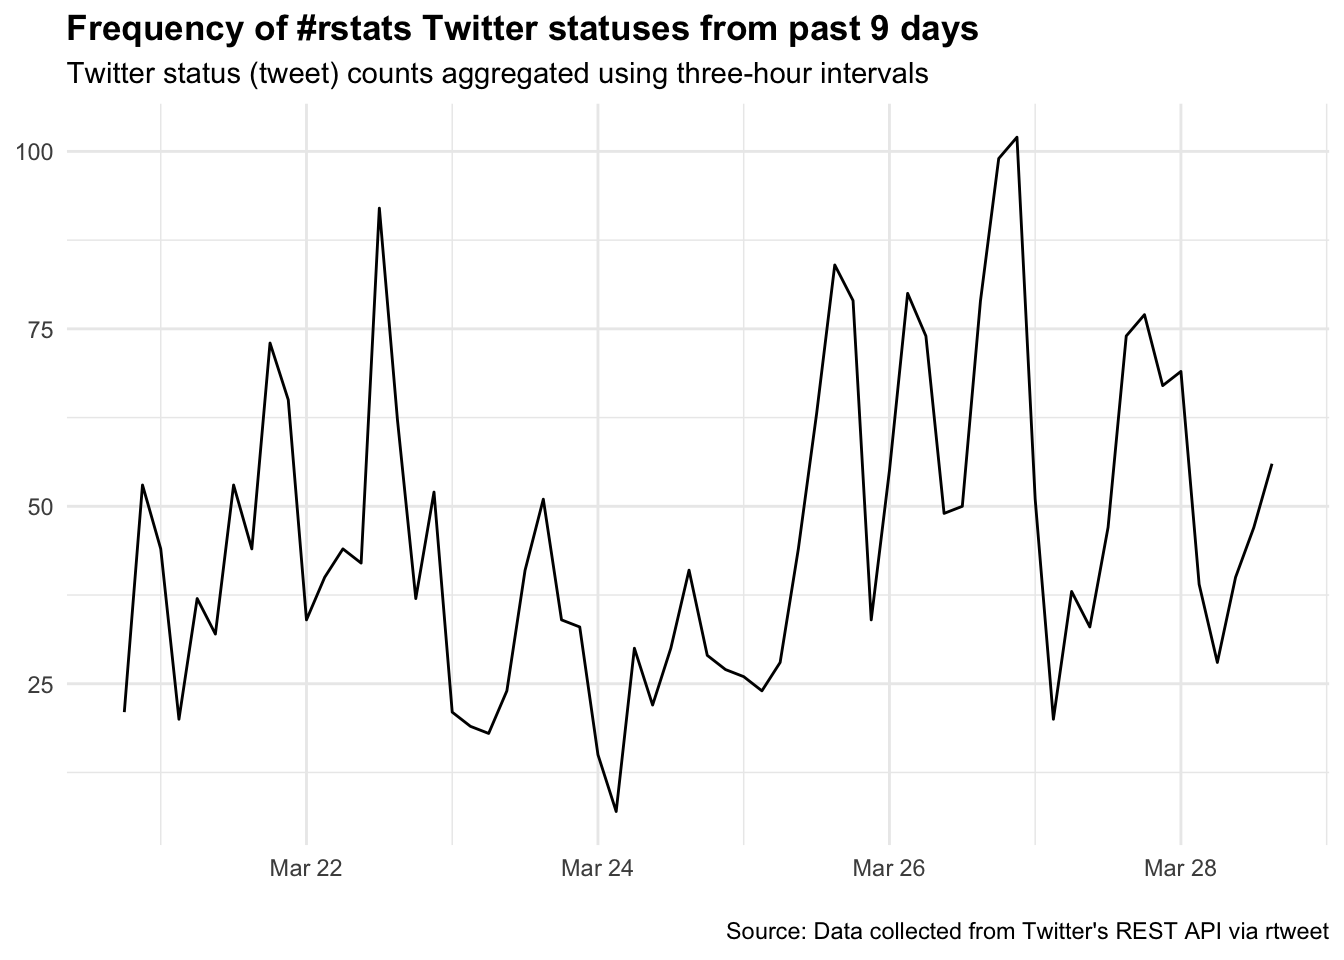 Frequency of #rstats Twitter statuses from past 9 days
Twitter status (tweet) counts aggregated using three-hour intervals
100
75
50
25
Mar 22 Mar 24 Mar 26 Mar 28
Source: Data collected from Twitter's REST API via rtweet